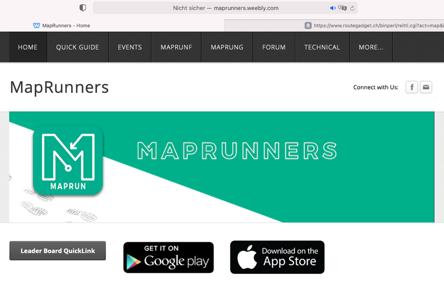 Nicht sicher — maprunners.weebly.com
MapRunners - Home
https://www.routegadget.ch/binperl/reitti.cgi?act=map&
HOME QUICK GUIDE EVENTS MAPRUNF MAPRUNG FORUM TECHNICAL MORE...
MapRunners
Connect with Us:
MAPRUNNERS
MAPRUN
Leader Board QuickLink
GET IT ON
Google play
Download on the
App Store